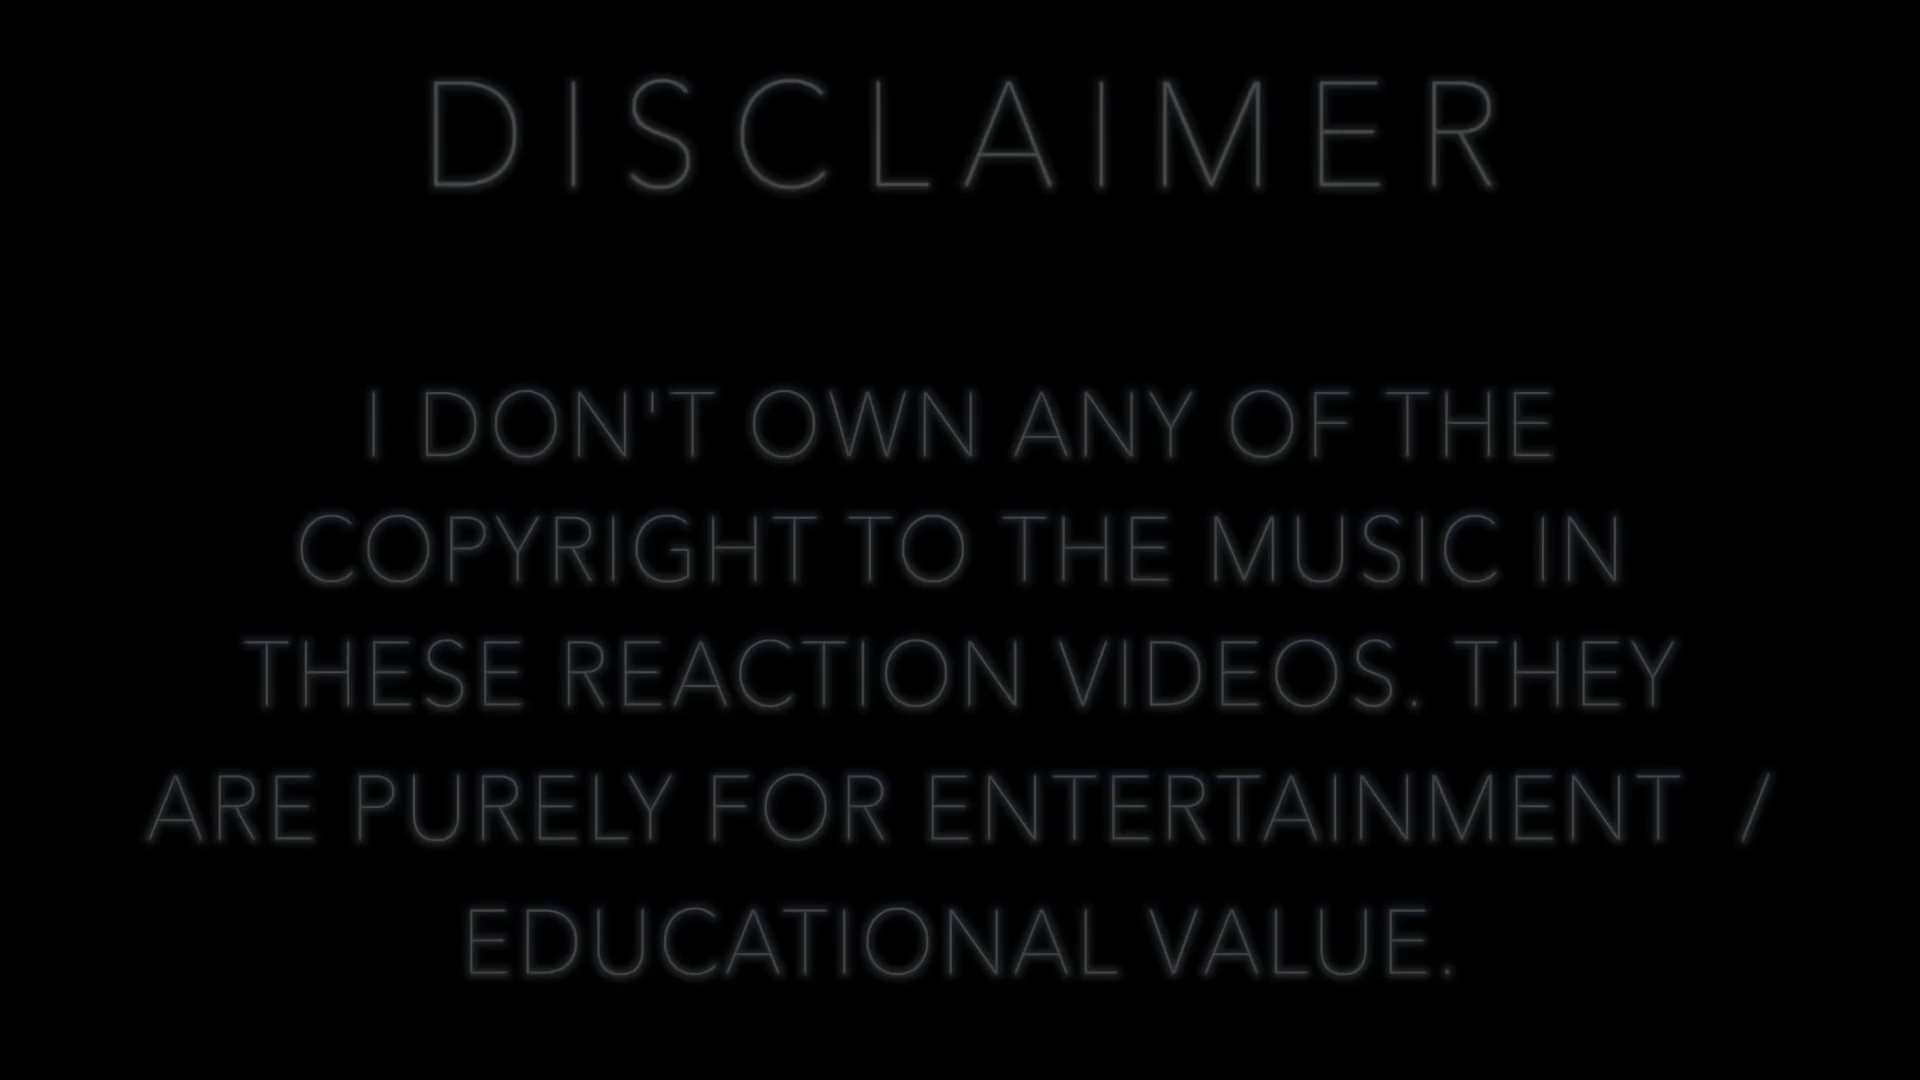 DISCLAIMER
I DON'T OWN ANY OF THE
COPYRIGHT TO THE MUSIC IN
THESE REACTION VIDEOS. THEY
ARE PURELY FOR ENTERTAINMENT /
EDUCATIONAL VALUE.